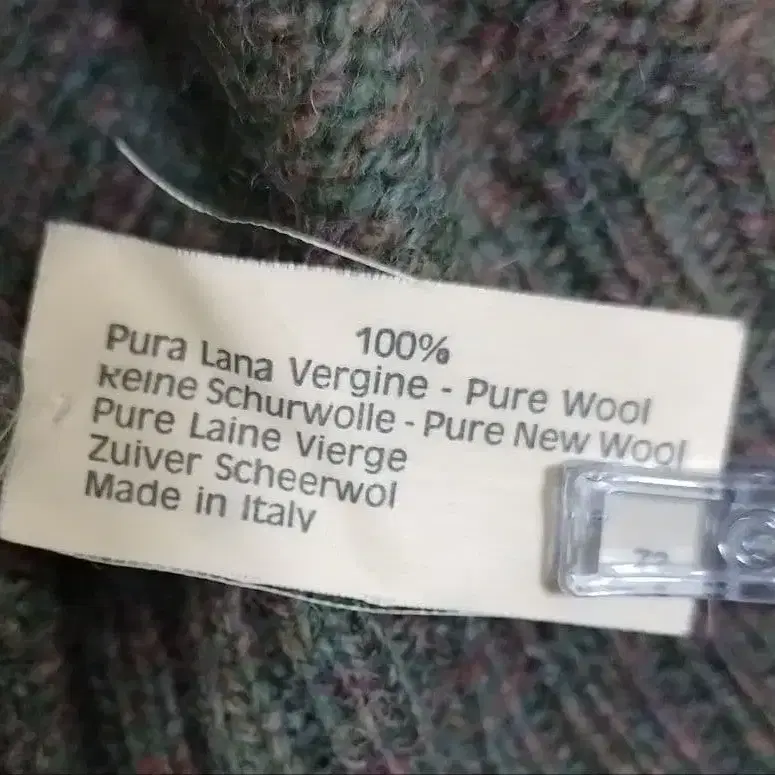 100%
Pura Lana Vergine - Pure Wool
Reine Schurwolle - Pure New Wool
Pure Laine Vierge
Zuiver Scheerwol
Made in Italy